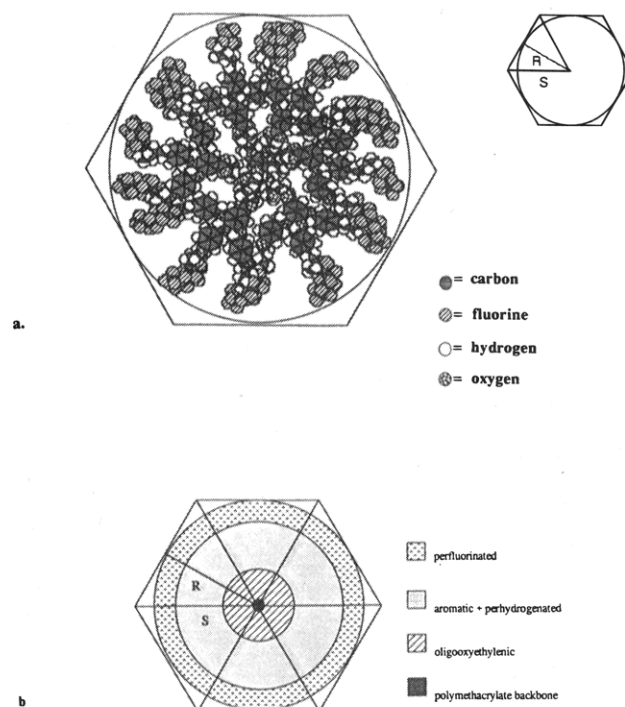 R
S
= carbon
= fluorine
a.
= hydrogen
= oxygen
perfluorinated
R
aromatic + perhydrogenated
S
oligooxyethylenic
b
polymethacrylate backbone